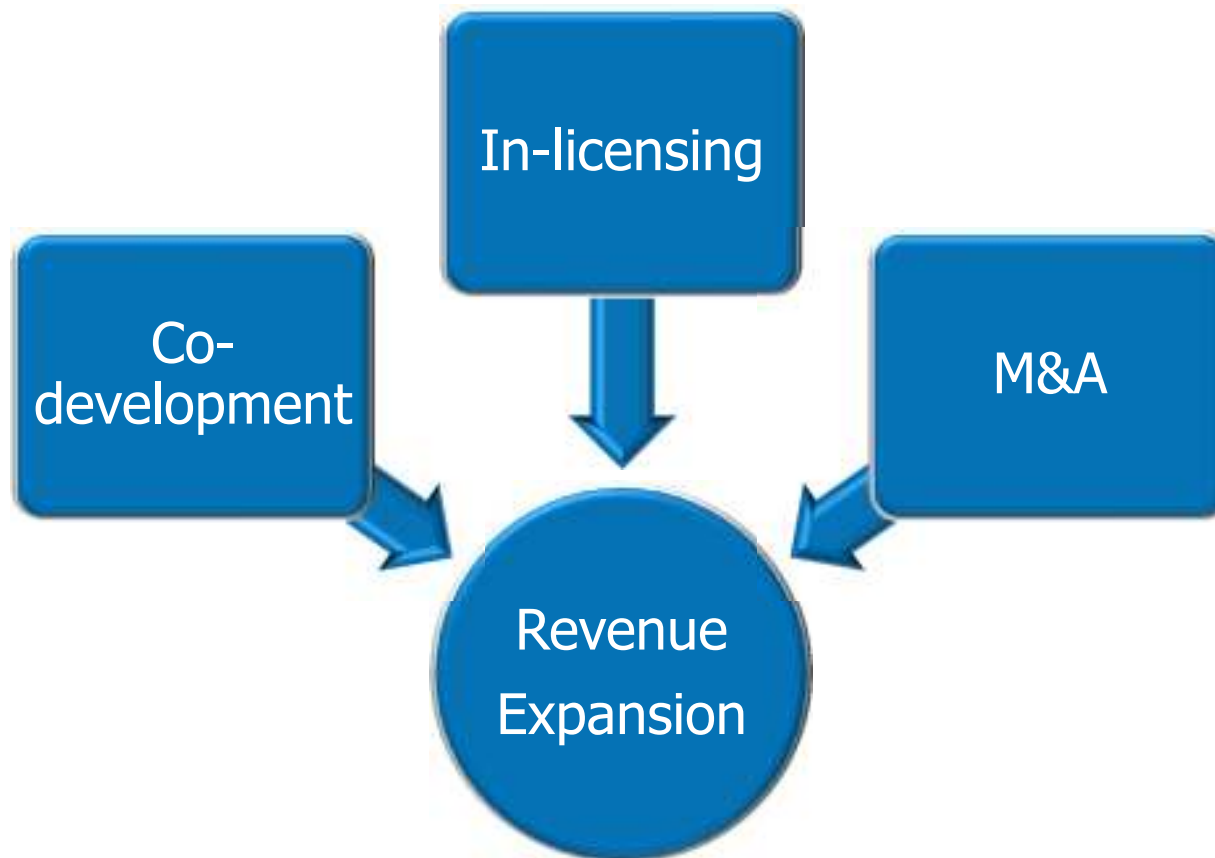 In-licensing
Co-
development
M&A
Revenue
Expansion